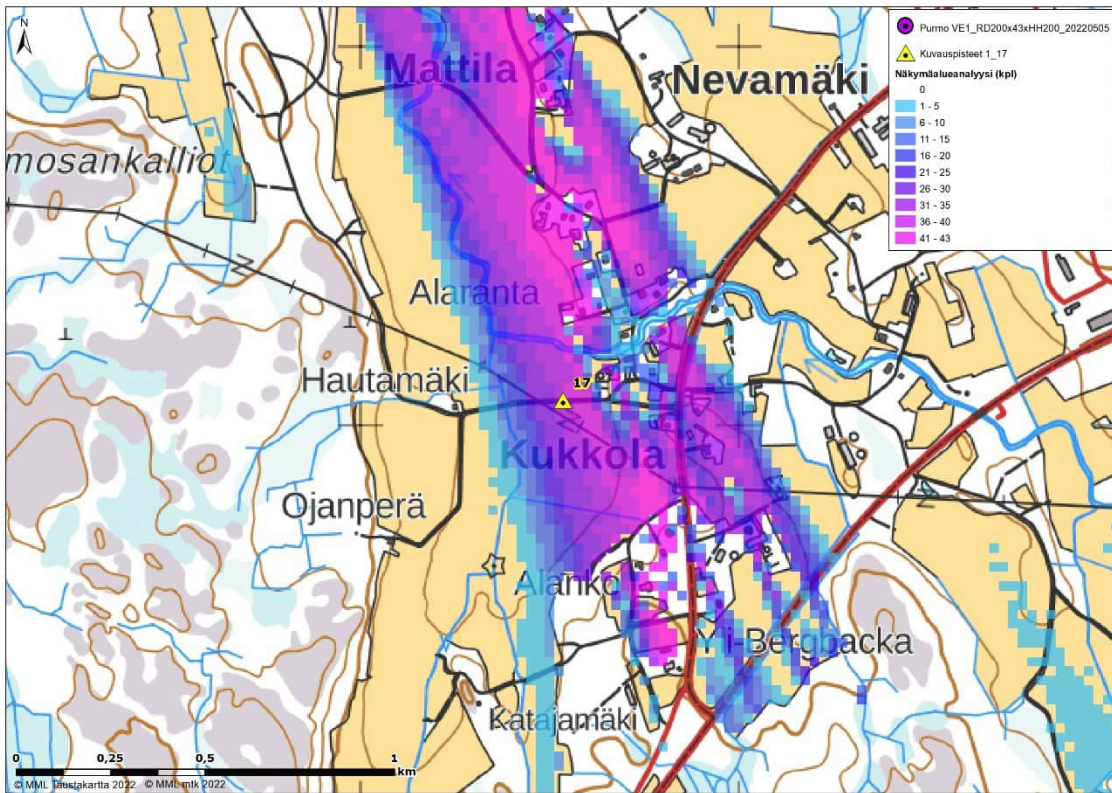 N
Purmo VE1_RD200x43xHH200_20220505
Kuvauspisteet 1_17
Näkymäalueanalyysi (kpl)
0
1 - 5
6 - 10
11 - 15
16 - 20
21 - 25
26 - 30
31 - 35
36 - 40
41 - 43
Mattila
Nevamäki
mosankalliot
Alaranta
Hautamäki
17
Kukkola
Ojanperä
Alanko
Yli-Bergbacka
Katajamäki
0 0,25 0,5 1
km
© MML Taustakartta 2022 © MML mtk 2022